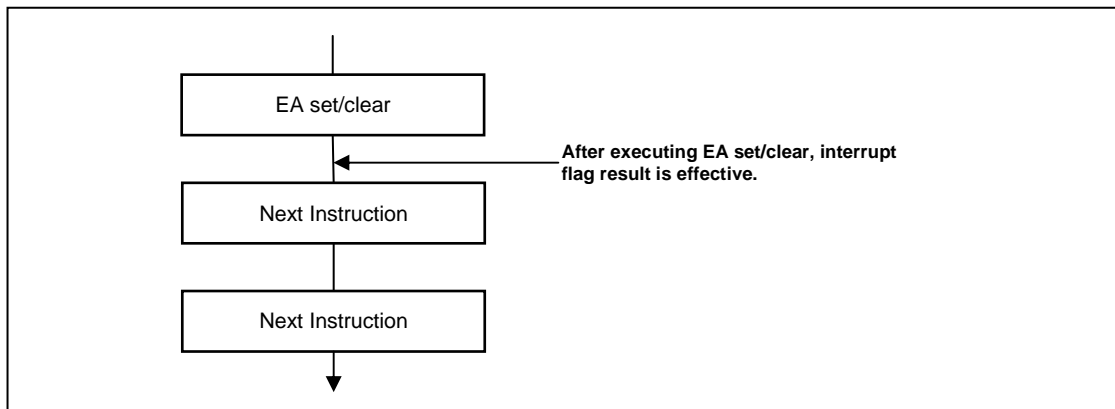 EA set/clear
After executing EA set/clear, interrupt
flag result is effective.
Next Instruction
Next Instruction